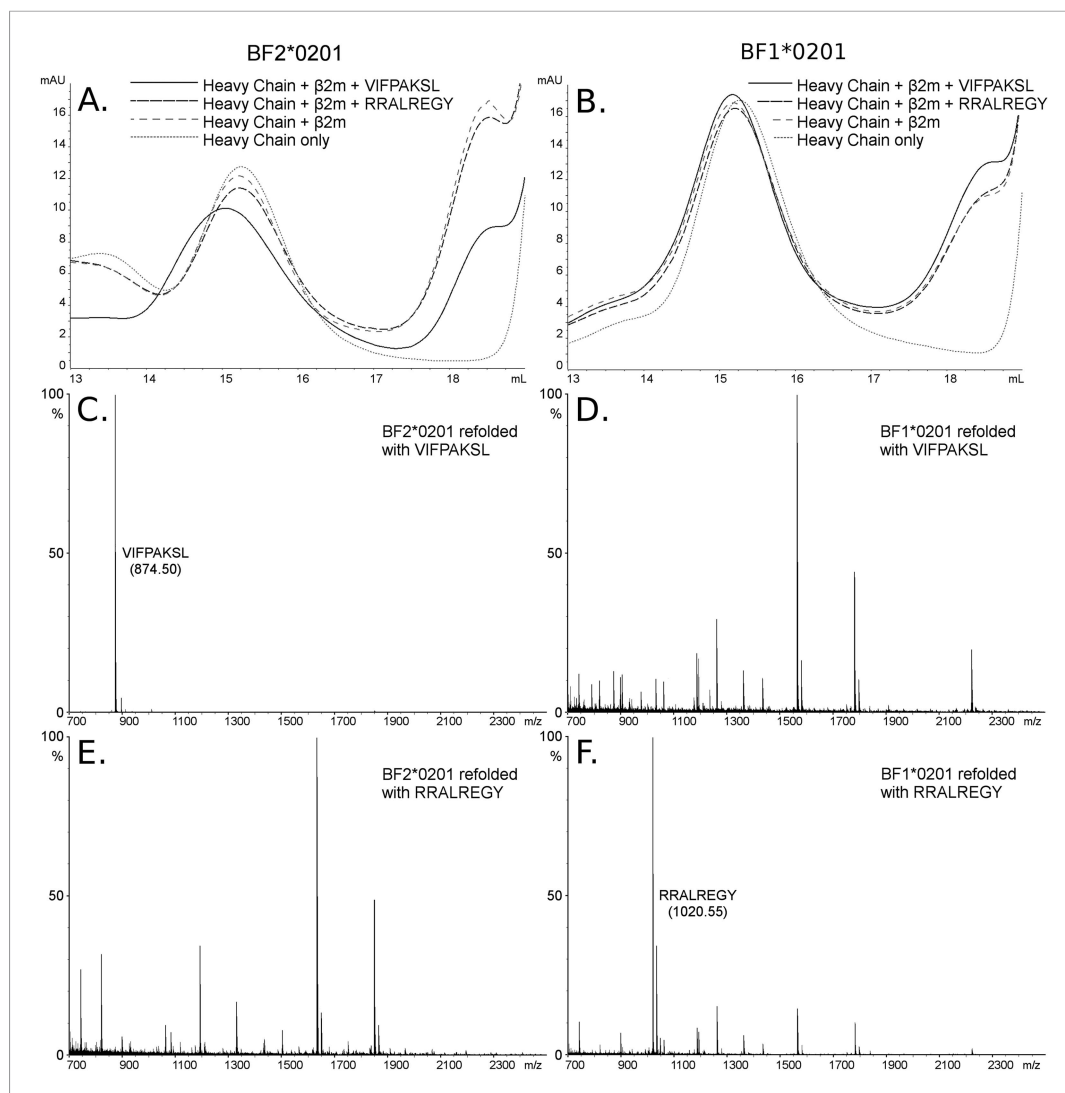 BF2*0201
BF1*0201
mAU
A.
Heavy Chain + β2m + VIFPAKSL
Heavy Chain + β2m + RRALREGY
Heavy Chain + β2m
Heavy Chain only
16
14
12
10
8
6
4
2
0
13 14 15 16 17 18 mL
mAU
B.
Heavy Chain + β2m + VIFPAKSL
Heavy Chain + β2m + RRALREGY
Heavy Chain + β2m
Heavy Chain only
16
14
12
10
8
6
4
2
0
13 14 15 16 17 18 mL
100
%
C.
BF2*0201 refolded
with VIFPAKSL
50
VIFPAKSL
(874.50)
0
700 900 1100 1300 1500 1700 1900 2100 2300 m/z
100
%
D.
BF1*0201 refolded
with VIFPAKSL
50
0
700 900 1100 1300 1500 1700 1900 2100 2300 m/z
100
%
E.
BF2*0201 refolded
with RRALREGY
50
0
700 900 1100 1300 1500 1700 1900 2100 2300 m/z
100
%
F.
BF1*0201 refolded
with RRALREGY
50
RRALREGY
(1020.55)
0
900 1100 1300 1500 1700 1900 2100 2300 m/z